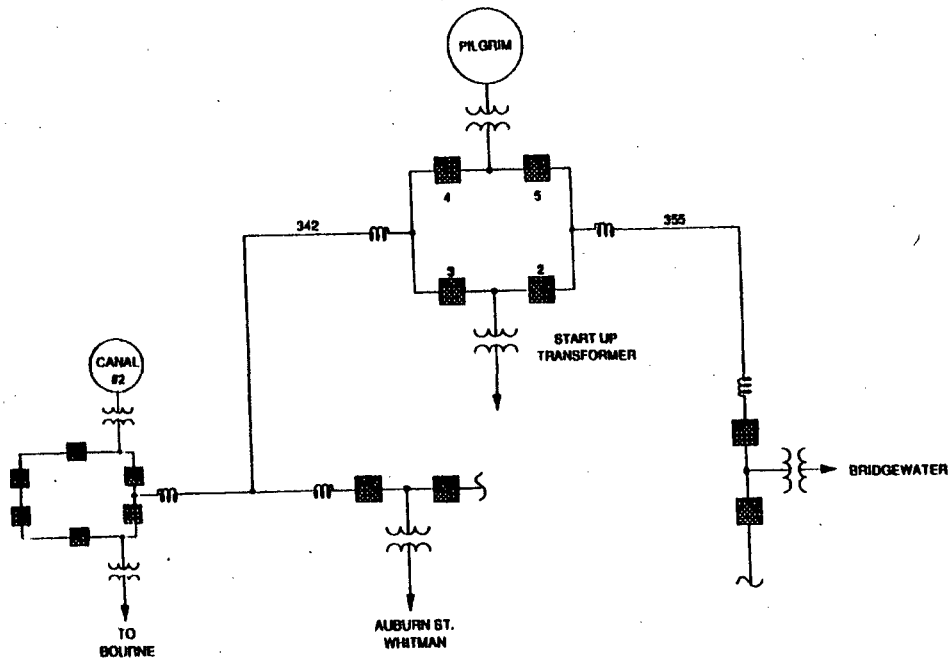 PILGRIM
4
5
342
355
3
2
START UP
TRANSFORMER
CANAL
#2
BRIDGEWATER
AUBURN ST.
WHITMAN
TO
BOURNE